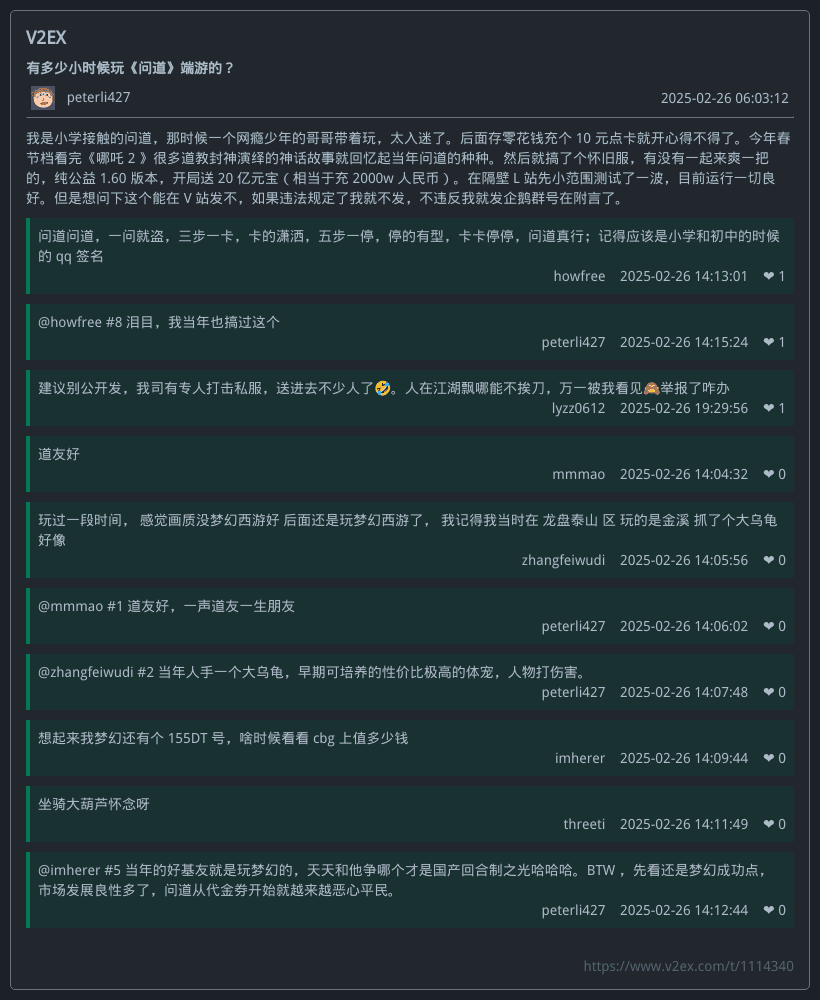 V2EX
有多少小时候玩《问道》端游的？
peterli427 2025-02-26 06:03:12
我是小学接触的问道，那时候一个网瘾少年的哥哥带着玩，太入迷了。后面存零花钱充个 10 元点卡就开心得不得了。今年春
节档看完《哪吒 2 》很多道教封神演绎的神话故事就回忆起当年问道的种种。然后就搞了个怀旧服，有没有一起来爽一把
的，纯公益 1.60 版本，开局送 20 亿元宝 ( 相当于充 2000w 人民币 ) 。在隔壁 L 站先小范围测试了一波，目前运行一切良
好。但是想问下这个能在 V 站发不，如果违法规定了我就不发，不违反我就发企鹅群号在附言了。
问道问道，一问就盗，三步一卡，卡的潇洒，五步一停，停的有型，卡卡停停，问道真行；记得应该是小学和初中的时候
的 qq 签名
howfree 2025-02-26 14:13:01 ❤ 1
@howfree #8 泪目，我当年也搞过这个
peterli427 2025-02-26 14:15:24 ❤ 1
建议别公开发，我司有专人打击私服，送进去不少人了🤣。人在江湖飘哪能不挨刀，万一被我看见🙈举报了咋办
lyzz0612 2025-02-26 19:29:56 ❤ 1
道友好
mmmao 2025-02-26 14:04:32 ❤ 0
玩过一段时间， 感觉画质没梦幻西游好 后面还是玩梦幻西游了， 我记得我当时在 龙盘泰山 区 玩的是金溪 抓了个大乌龟
好像
zhangfeiwudi 2025-02-26 14:05:56 ❤ 0
@mmmao #1 道友好，一声道友一生朋友
peterli427 2025-02-26 14:06:02 ❤ 0
@zhangfeiwudi #2 当年人手一个大乌龟，早期可培养的性价比极高的体宠，人物打伤害。
peterli427 2025-02-26 14:07:48 ❤ 0
想起来我梦幻还有个 155DT 号，啥时候看看 cbg 上值多少钱
imherer 2025-02-26 14:09:44 ❤ 0
坐骑大葫芦怀念呀
threeti 2025-02-26 14:11:49 ❤ 0
@imherer #5 当年的好基友就是玩梦幻的，天天和他争哪个才是国产回合制之光哈哈哈。BTW ，先看还是梦幻成功点，
市场发展良性多了，问道从代金券开始就越来越恶心平民。
peterli427 2025-02-26 14:12:44 ❤ 0
https://www.v2ex.com/t/1114340